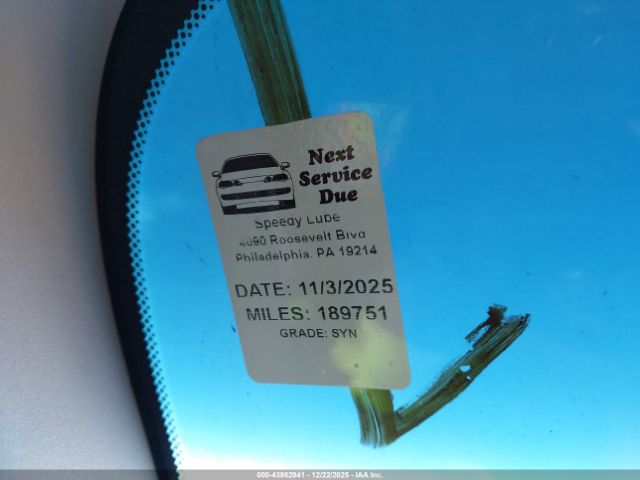 Next
Service
Due
Speedy Lube
4090 Roosevelt Blvd
Philadelphia, PA 19214
DATE: 11/3/2025
MILES: 189751
GRADE: SYN
000-43982941 - 12/22/2025 - IAA Inc.